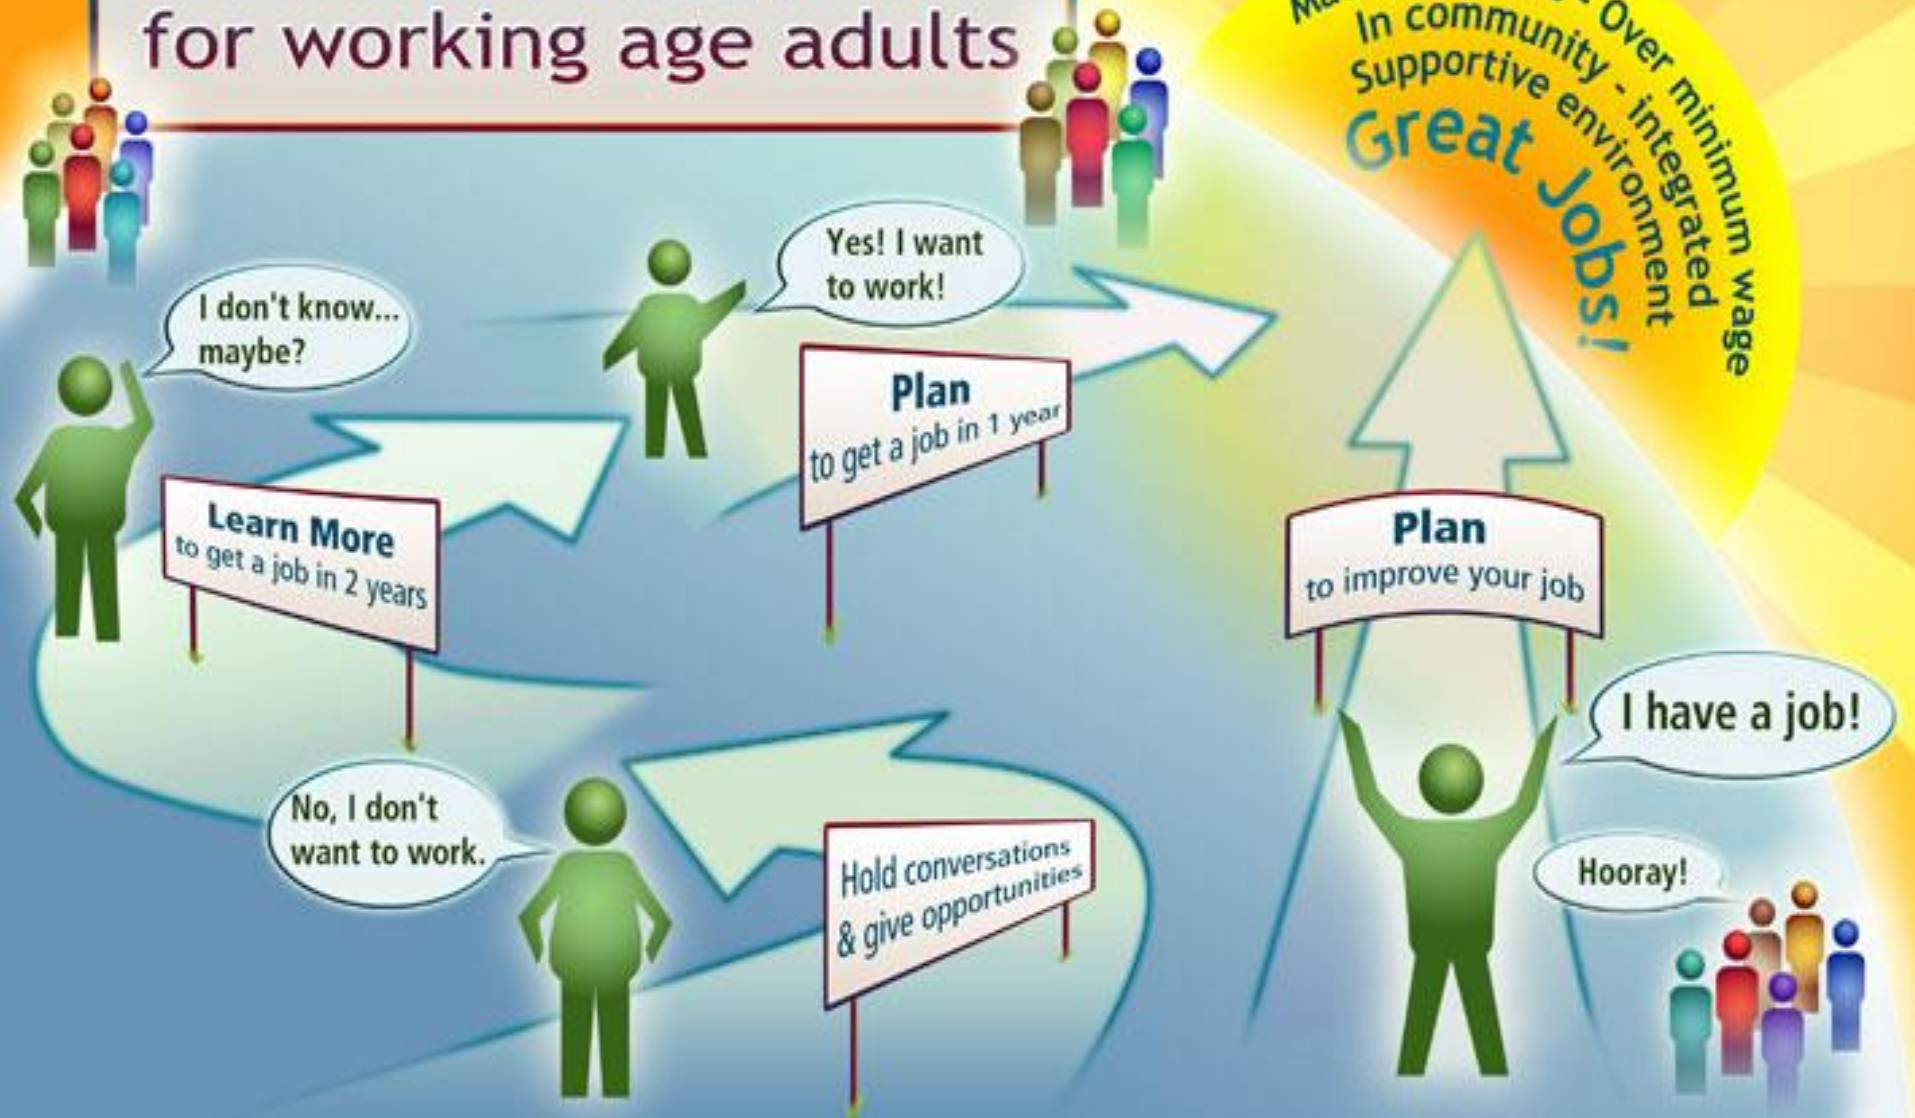 for working age adults
Over minimum wage
In community - integrated
Supportive environment
Great Jobs!
Yes! I want
to work!
I don't know...
maybe?
Plan
to get a job in 1 year
Learn More
to get a job in 2 years
Plan
to improve your job
I have a job!
No, I don't
want to work.
Hold conversations
& give opportunities
Hooray!